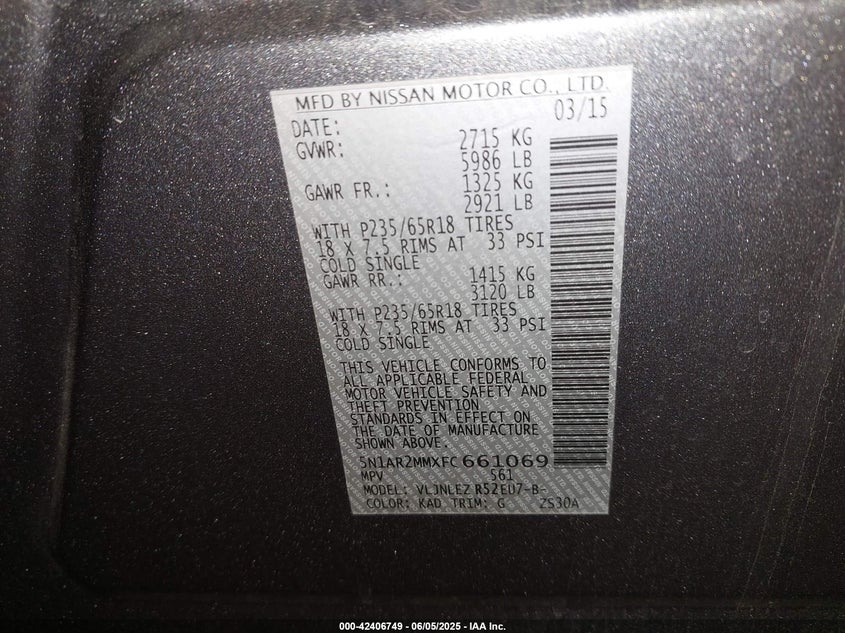 MFD BY NISSAN MOTOR CO., LTD.
DATE: 03/15
GVWR: 2715 KG
5986 LB
GAWR FR.: 1325 KG
2921 LB
WITH P235/65R18 TIRES
18 X 7.5 RIMS AT 33 PSI
COLD SINGLE
GAWR RR.: 1415 KG
3120 LB
WITH P235/65R18 TIRES
18 X 7.5 RIMS AT 33 PSI
COLD SINGLE
THIS VEHICLE CONFORMS TO
ALL APPLICABLE FEDERAL
MOTOR VEHICLE SAFETY AND
THEFT PREVENTION
STANDARDS IN EFFECT ON
THE DATE OF MANUFACTURE
SHOWN ABOVE.
5N1AR2MMXFC661069
MPV 561
MODEL: VLJNLEZ R52EU7-B-
COLOR: KAD TRIM: G ZS30A
000-42406749 - 06/05/2025 - IAA Inc.